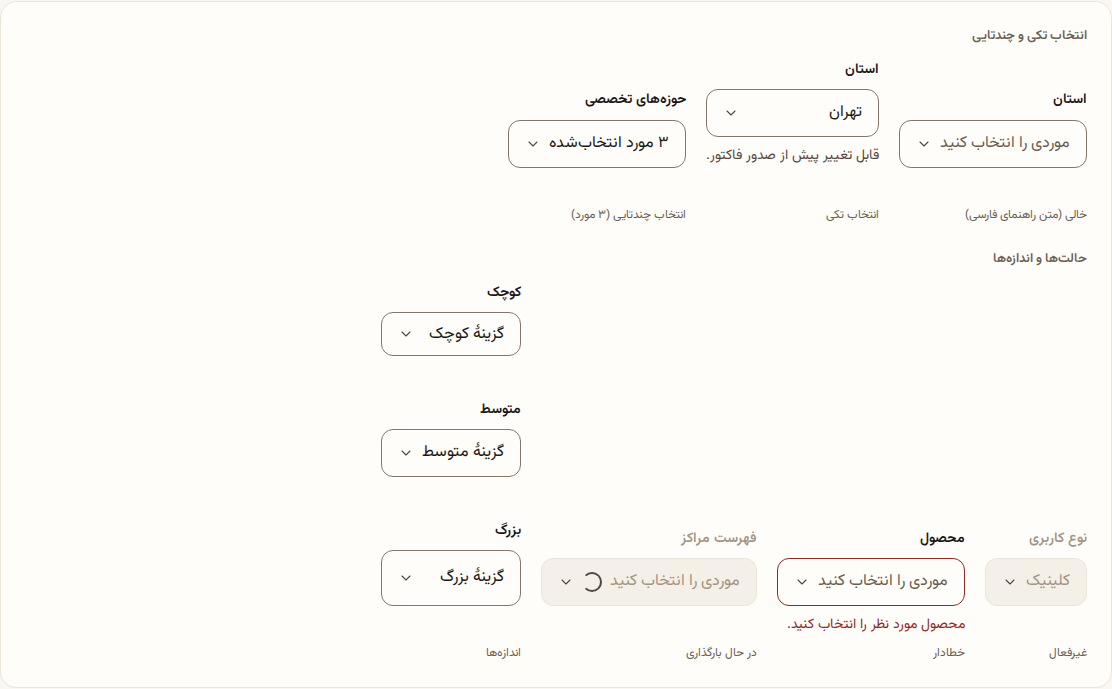 انتخاب تکی و چندتایی
استان
موردی را انتخاب کنید
خالی (متن راهنمای فارسی)
استان
تهران
قابل تغییر پیش از صدور فاکتور.
انتخاب تکی
حوزه‌های تخصصی
۳ مورد انتخاب‌شده
انتخاب چندتایی (۳ مورد)
حالت‌ها و اندازه‌ها
نوع کاربری
کلینیک
غیرفعال
محصول
موردی را انتخاب کنید
محصول مورد نظر را انتخاب کنید.
خطادار
فهرست مراکز
موردی را انتخاب کنید
در حال بارگذاری
کوچک
گزینهٔ کوچک
متوسط
گزینهٔ متوسط
بزرگ
گزینهٔ بزرگ
اندازه‌ها